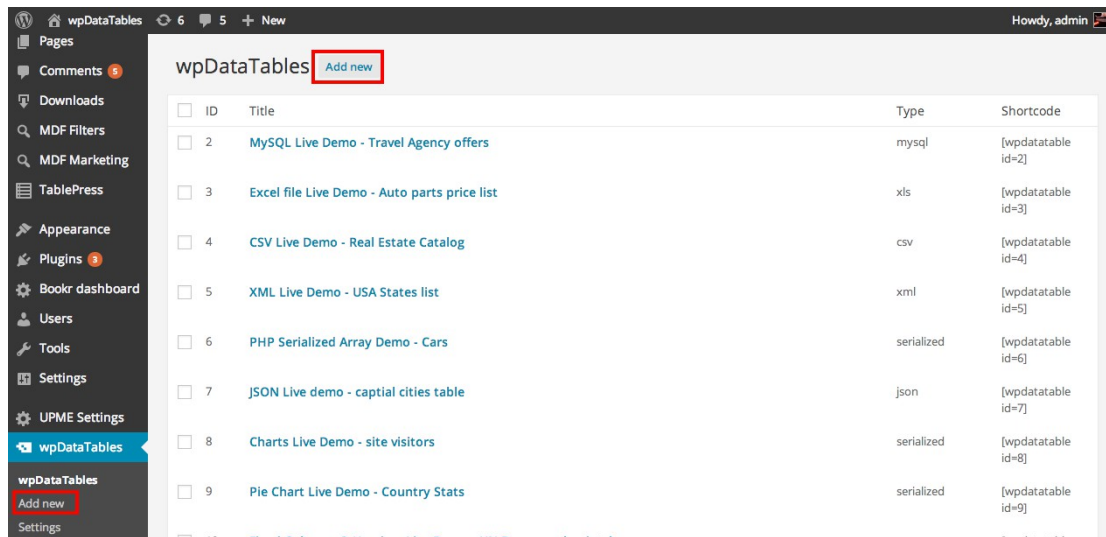 wpDataTables 6 5 + New Howdy, admin
Pages
Comments 5
Downloads
MDF Filters
MDF Marketing
TablePress
Appearance
Plugins 3
Bookr dashboard
Users
Tools
Settings
UPME Settings
wpDataTables
wpDataTables
Add new
Settings
wpDataTables Add new
ID Title Type Shortcode
2 MySQL Live Demo - Travel Agency offers mysql [wpdatatable
id=2]
3 Excel file Live Demo - Auto parts price list xls [wpdatatable
id=3]
4 CSV Live Demo - Real Estate Catalog csv [wpdatatable
id=4]
5 XML Live Demo - USA States list xml [wpdatatable
id=5]
6 PHP Serialized Array Demo - Cars serialized [wpdatatable
id=6]
7 JSON Live demo - captial cities table json [wpdatatable
id=7]
8 Charts Live Demo - site visitors serialized [wpdatatable
id=8]
9 Pie Chart Live Demo - Country Stats serialized [wpdatatable
id=9]